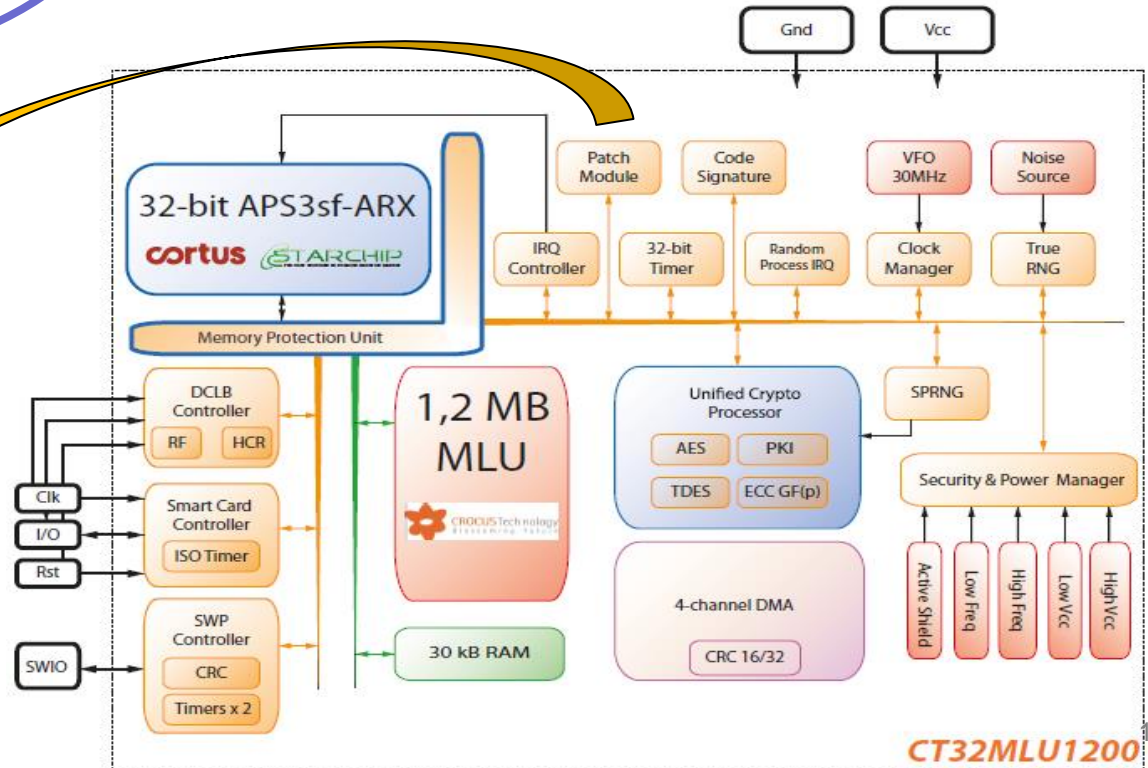 Gnd
Vcc
Patch
Module
Code
Signature
VFO
30MHz
Noise
Source
32-bit APS3sf-ARX
cortus
STARCHIP
IRQ
Controller
32-bit
Timer
Random
Process IRQ
Clock
Manager
True
RNG
Memory Protection Unit
DCLB
Controller
RF
HCR
1,2 MB
MLU
CROCUS Technology
Unified Crypto
Processor
AES
PKI
TDES
ECC GF(p)
SPRNG
Security & Power Manager
Clk
I/O
Rst
Smart Card
Controller
ISO Timer
Active Shield
Low Freq
High Freq
Low Vcc
High Vcc
4-channel DMA
CRC 16/32
SWP
Controller
CRC
Timers x 2
SWIO
30 kB RAM
CT32MLU1200